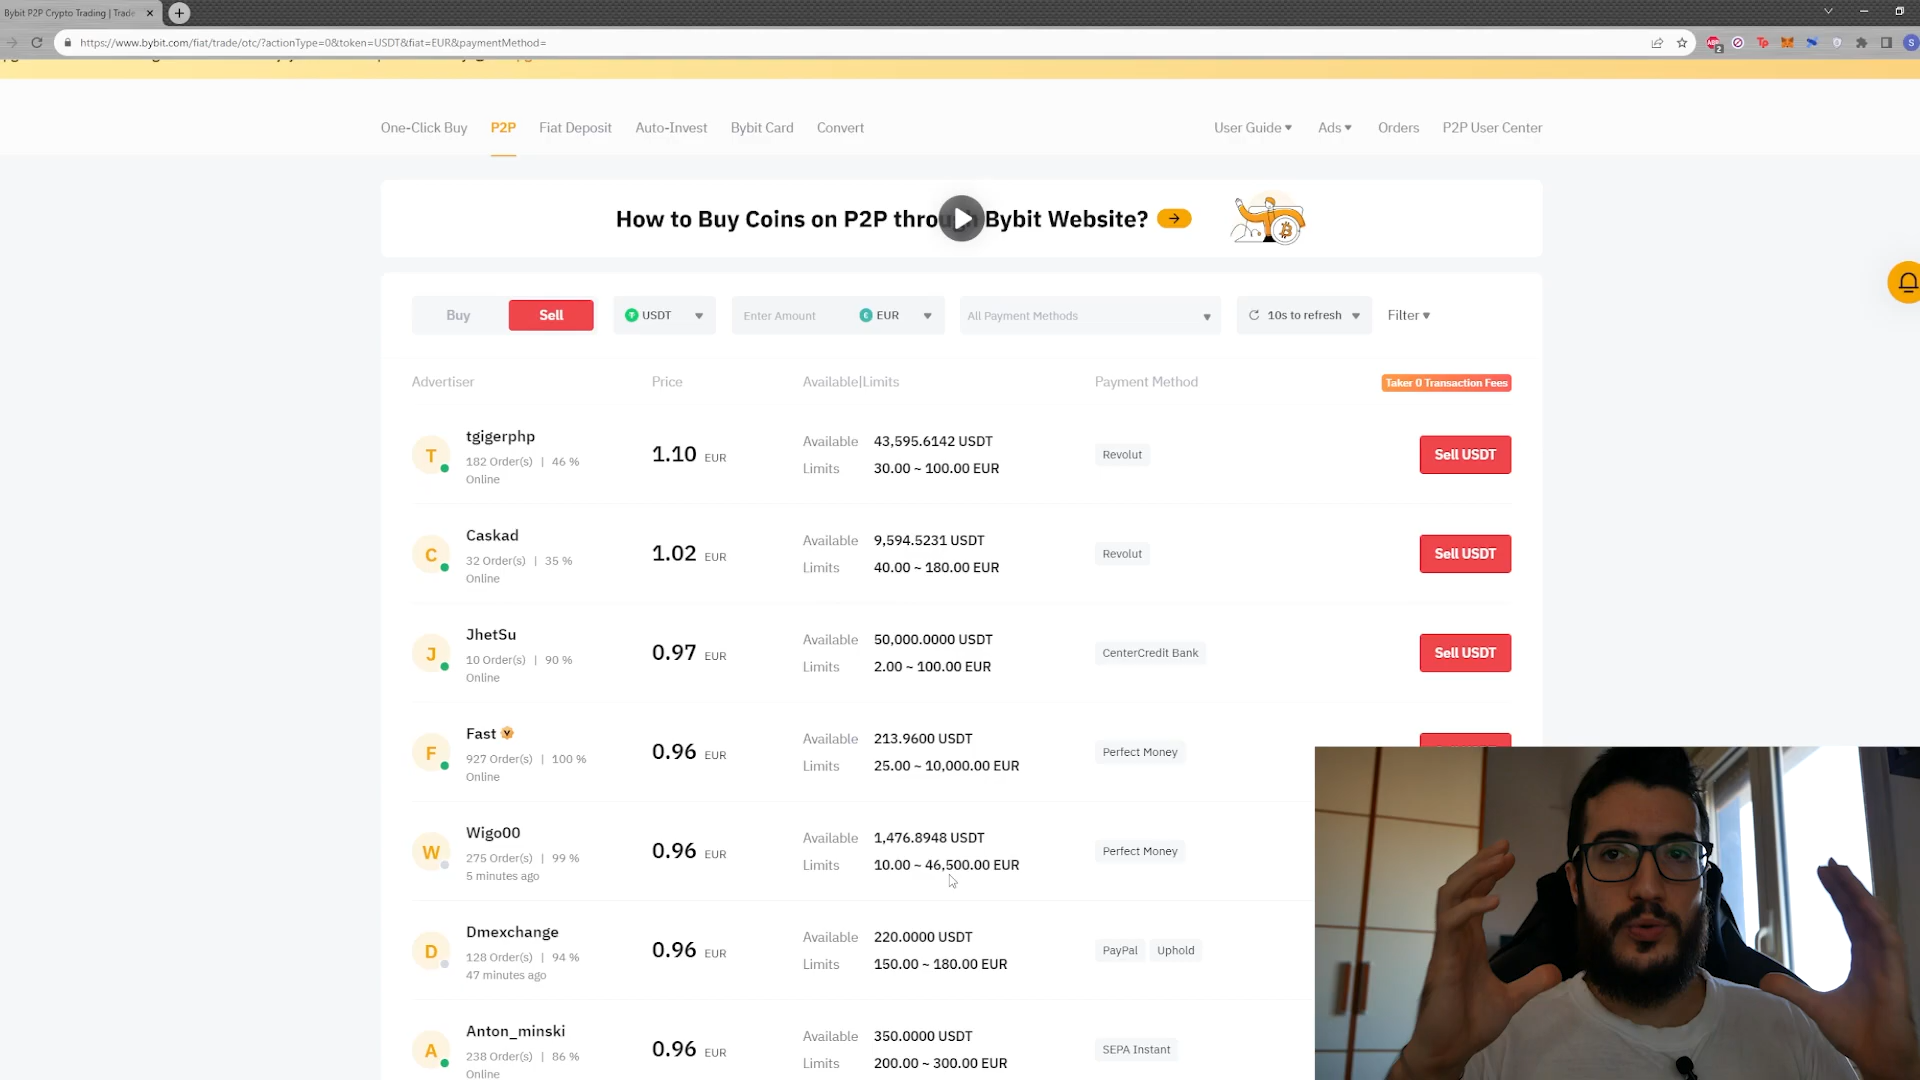 Bybit P2P Crypto Trading | Trade
https://www.bybit.com/fiat/trade/otc/?actionType=0&token=USDT&fiat=EUR&paymentMethod=
One-Click Buy P2P Fiat Deposit Auto-Invest Bybit Card Convert User Guide Ads Orders P2P User Center
How to Buy Coins on P2P through Bybit Website?
Buy Sell USDT Enter Amount EUR All Payment Methods 10s to refresh Filter
Advertiser Price Available|Limits Payment Method Taker 0 Transaction Fees
T tgigerphp 182 Order(s) | 46 % Online
1.10 EUR
Available 43,595.6142 USDT
Limits 30.00 ~ 100.00 EUR
Revolut
Sell USDT
C Caskad 32 Order(s) | 35 % Online
1.02 EUR
Available 9,594.5231 USDT
Limits 40.00 ~ 180.00 EUR
Revolut
Sell USDT
J JhetSu 10 Order(s) | 90 % Online
0.97 EUR
Available 50,000.0000 USDT
Limits 2.00 ~ 100.00 EUR
CenterCredit Bank
Sell USDT
F Fast 927 Order(s) | 100 % Online
0.96 EUR
Available 213.9600 USDT
Limits 25.00 ~ 10,000.00 EUR
Perfect Money
W Wigo00 275 Order(s) | 99 % 5 minutes ago
0.96 EUR
Available 1,476.8948 USDT
Limits 10.00 ~ 46,500.00 EUR
Perfect Money
D Dmexchange 128 Order(s) | 94 % 47 minutes ago
0.96 EUR
Available 220.0000 USDT
Limits 150.00 ~ 180.00 EUR
PayPal Uphold
A Anton_minski 238 Order(s) | 86 % Online
0.96 EUR
Available 350.0000 USDT
Limits 200.00 ~ 300.00 EUR
SEPA Instant